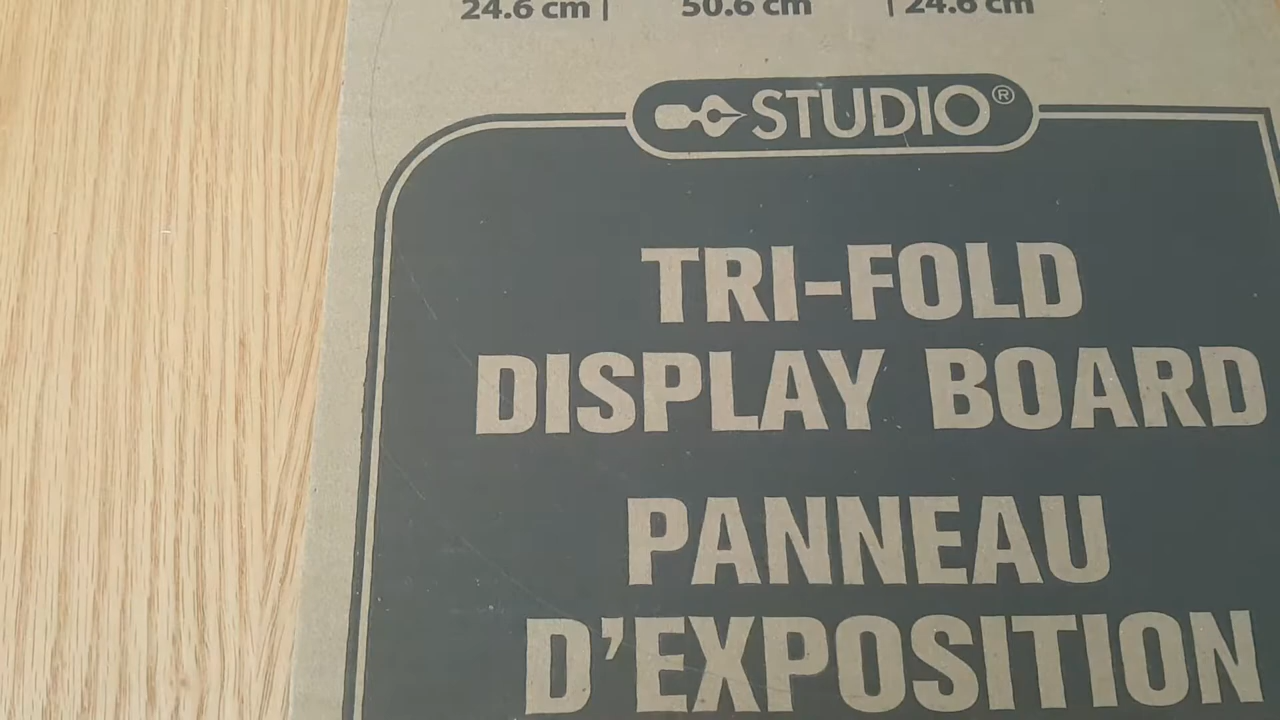 24.6 cm | 50.6 cm | 24.6 cm
STUDIO®
TRI-FOLD
DISPLAY BOARD
PANNEAU
D'EXPOSITION